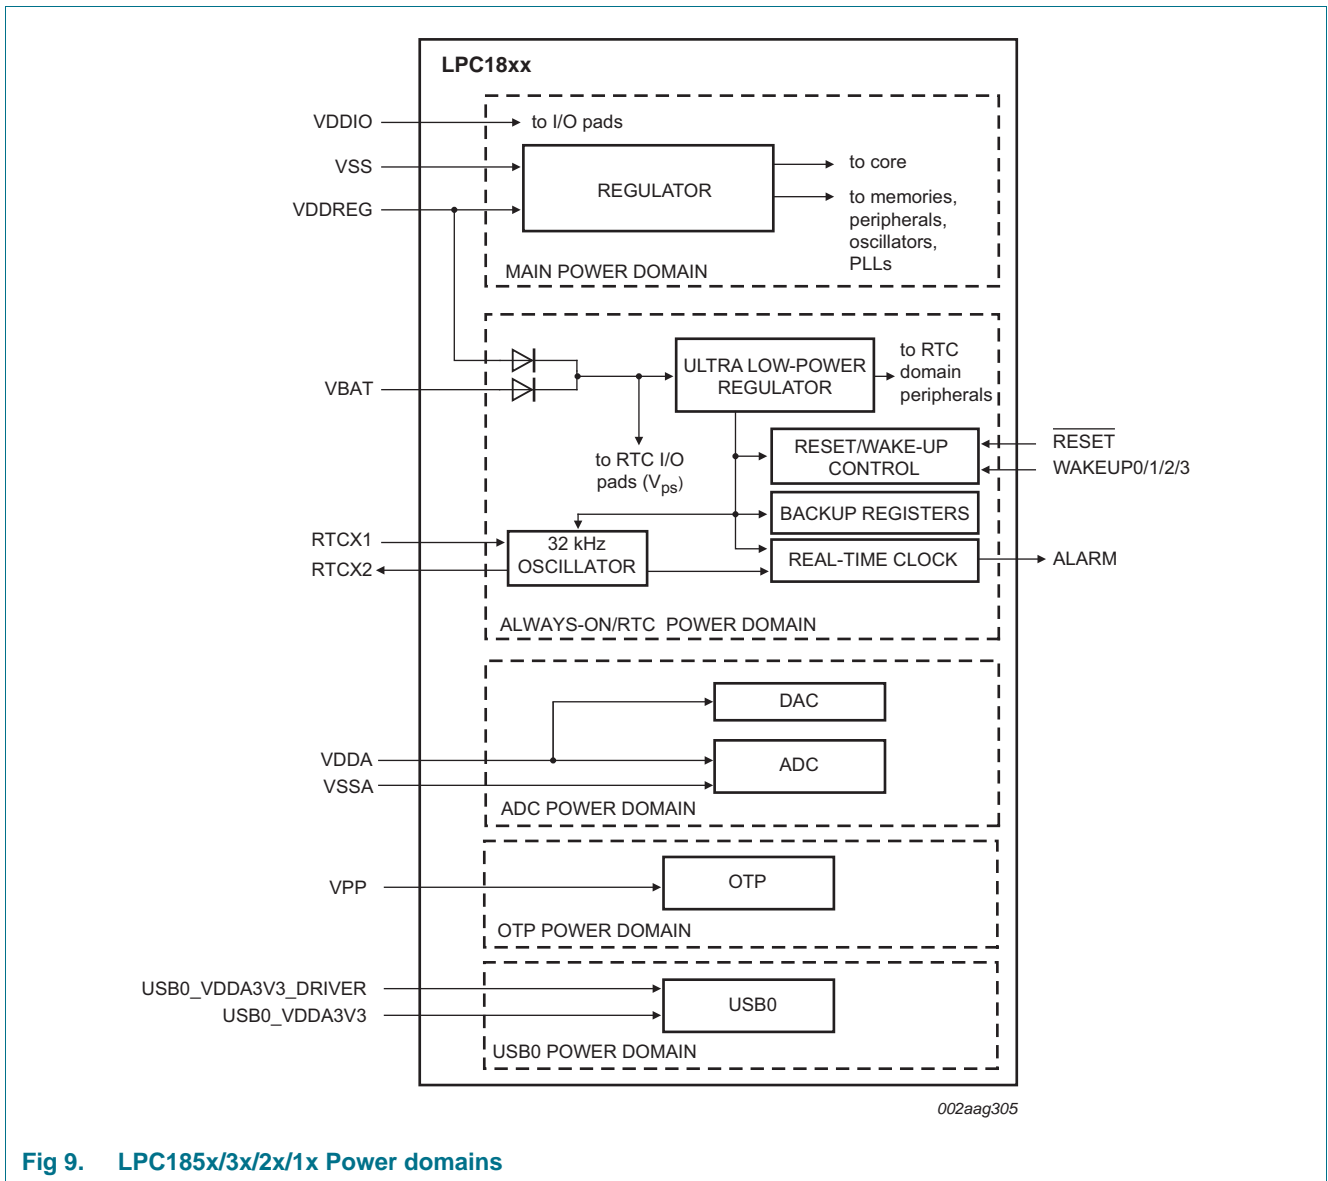 LPC18xx
VDDIO
to I/O pads
VSS
REGULATOR
to core
VDDREG
to memories,
peripherals,
oscillators,
PLLs
MAIN POWER DOMAIN
VBAT
ULTRA LOW-POWER
REGULATOR
to RTC
domain
peripherals
to RTC I/O
pads (Vps)
RESET/WAKE-UP
CONTROL
RESET
WAKEUP0/1/2/3
BACKUP REGISTERS
RTCX1
RTCX2
32 kHz
OSCILLATOR
REAL-TIME CLOCK
ALARM
ALWAYS-ON/RTC POWER DOMAIN
DAC
VDDA
ADC
VSSA
ADC POWER DOMAIN
VPP
OTP
OTP POWER DOMAIN
USB0_VDDA3V3_DRIVER
USB0_VDDA3V3
USB0
USB0 POWER DOMAIN
002aag305
Fig 9. LPC185x/3x/2x/1x Power domains